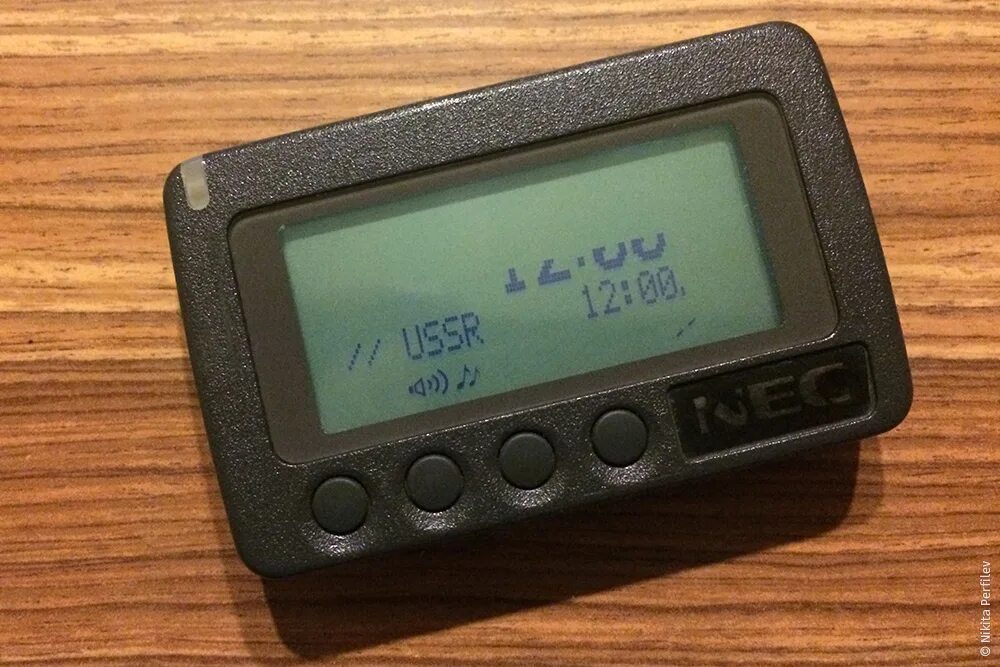 12:00
12:00
// USSR
NEC
© Nikita Perfilev